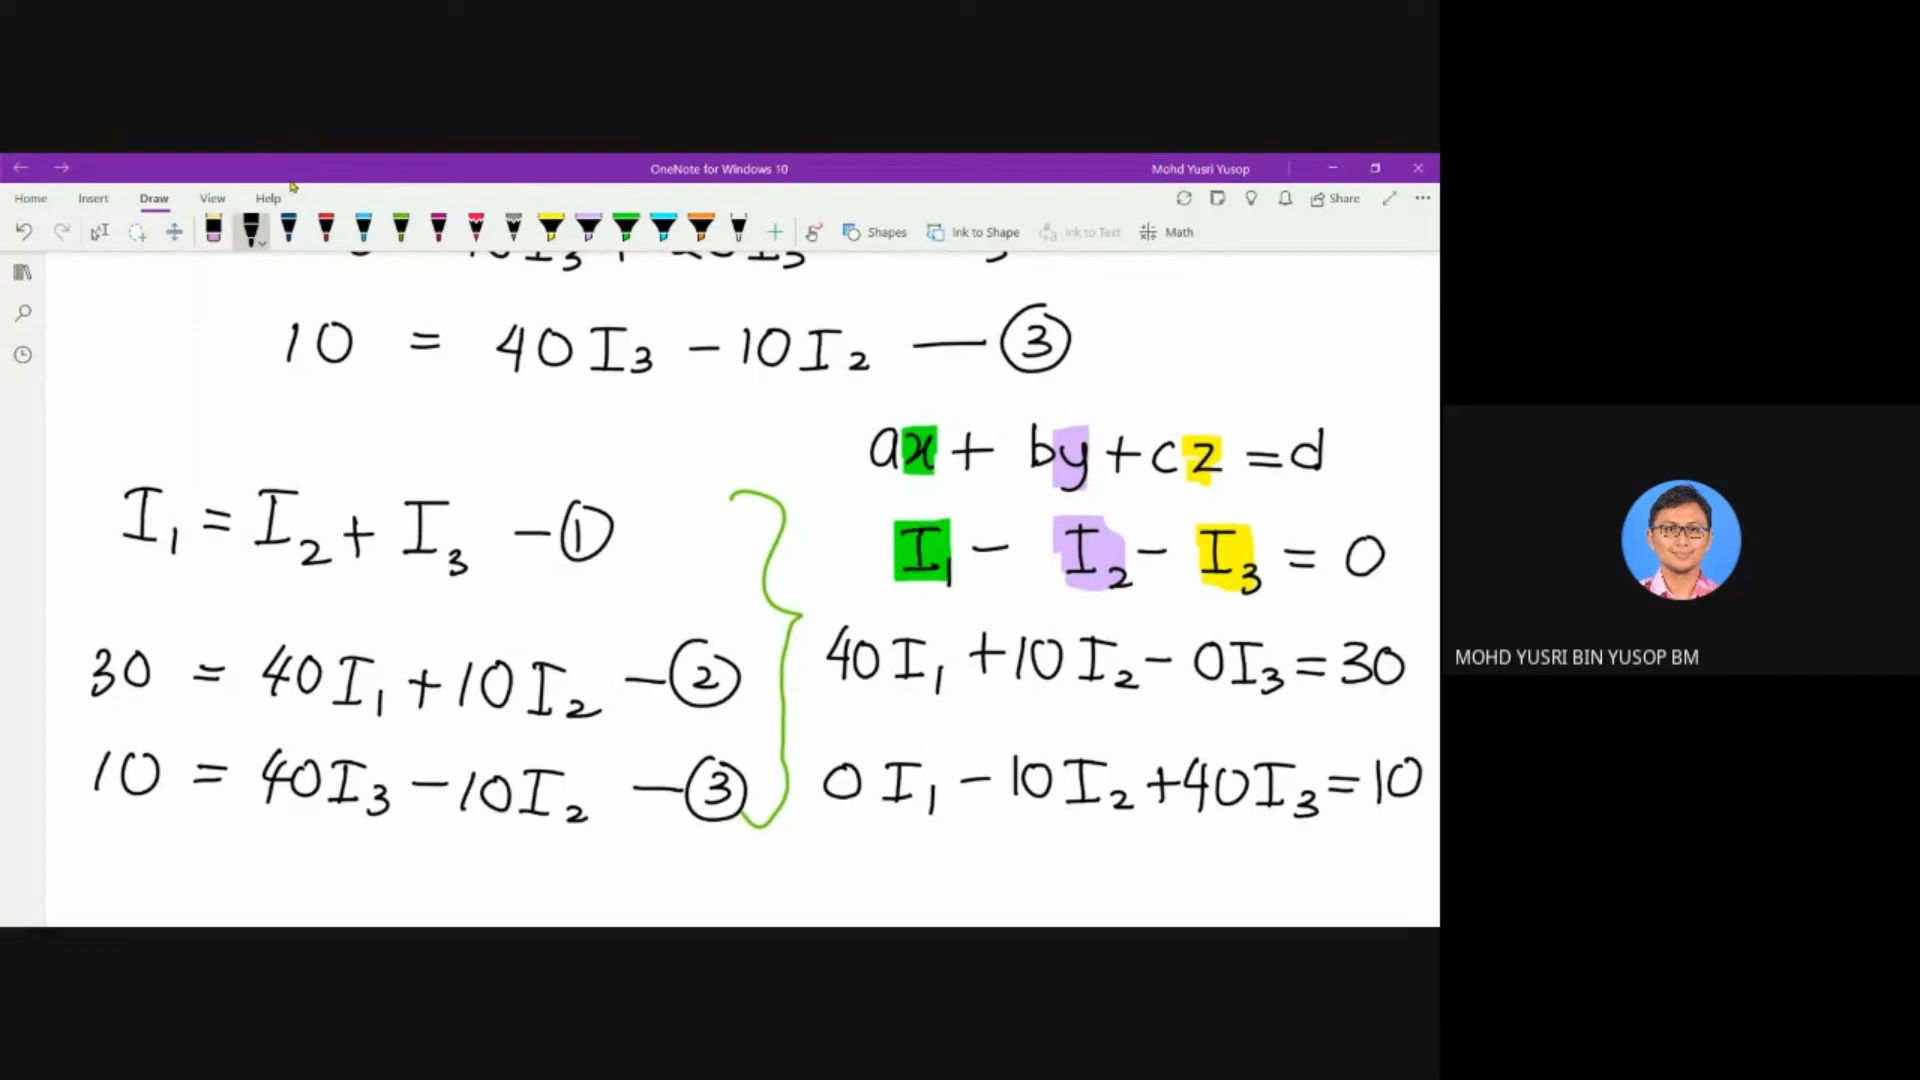 OneNote for Windows 10
Mohd Yusri Yusop
Home Insert Draw View Help Share
Shapes Ink to Shape Ink to Text Math
10 = 40I₃ - 10I₂ — ③
ax + by + cz = d
I₁ = I₂ + I₃ - ①
I₁ - I₂ - I₃ = 0
30 = 40I₁ + 10I₂ - ②
40I₁ + 10I₂ - 0I₃ = 30
10 = 40I₃ - 10I₂ - ③
0I₁ - 10I₂ + 40I₃ = 10
MOHD YUSRI BIN YUSOP BM